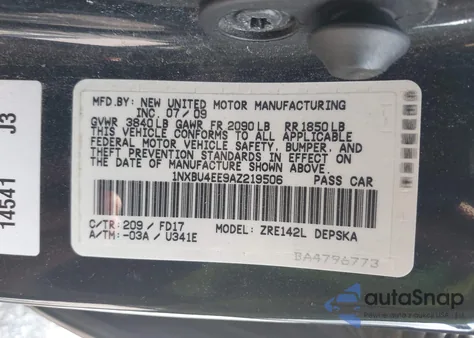 MFD.BY: NEW UNITED MOTOR MANUFACTURING
INC. 07/09
GVWR 3840LB GAWR FR 2090LB RR1850LB
THIS VEHICLE CONFORMS TO ALL APPLICABLE
FEDERAL MOTOR VEHICLE SAFETY, BUMPER, AND
THEFT PREVENTION STANDARDS IN EFFECT ON
THE DATE OF MANUFACTURE SHOWN ABOVE.
1NXBU4EE9AZ219506 PASS CAR
C/TR: 209 / FD17 MODEL: ZRE142L DEPSKA
A/TM: -03A / U341E
BA4796773
14541 J3
autoSnap